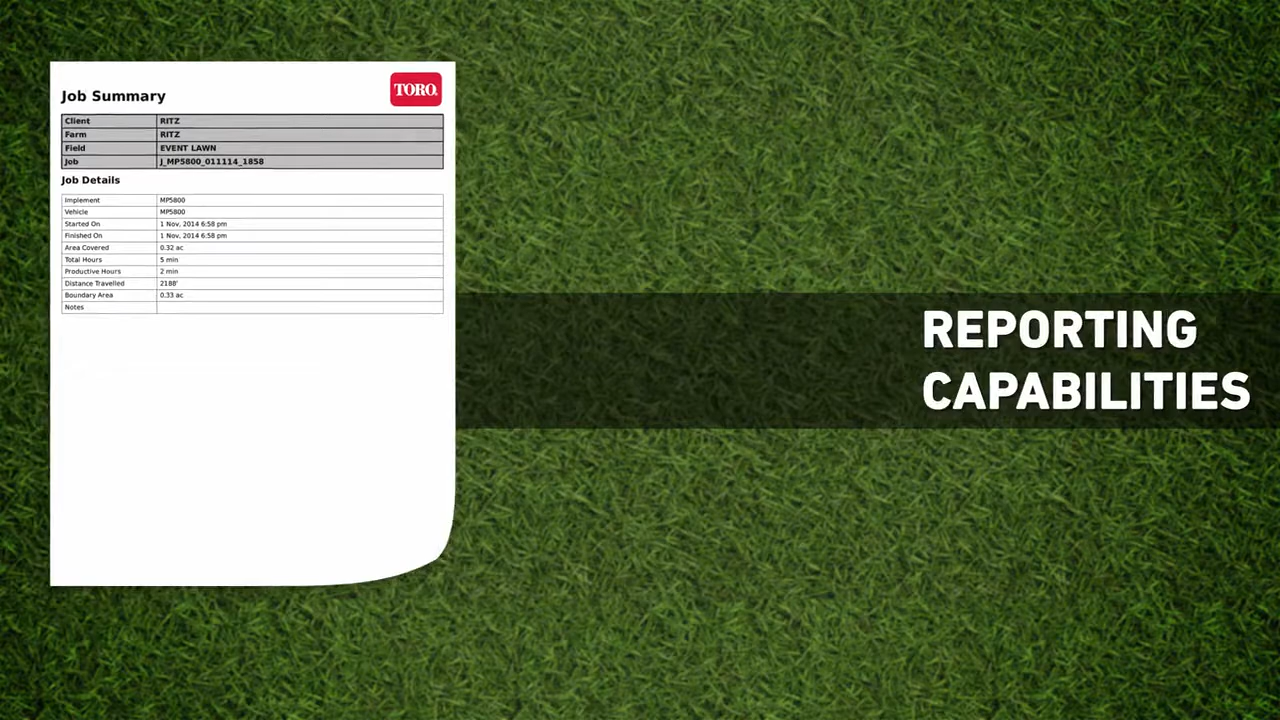 Job Summary
TORO.
Client RITZ
Farm RITZ
Field EVENT LAWN
Job J_MP5800_011114_1858
Job Details
Implement MP5800
Vehicle MP5800
Started On 1 Nov, 2014 6:58 pm
Finished On 1 Nov, 2014 6:58 pm
Area Covered 0.32 ac
Total Hours 5 min
Productive Hours 2 min
Distance Travelled 2188'
Boundary Area 0.33 ac
Notes
REPORTING
CAPABILITIES